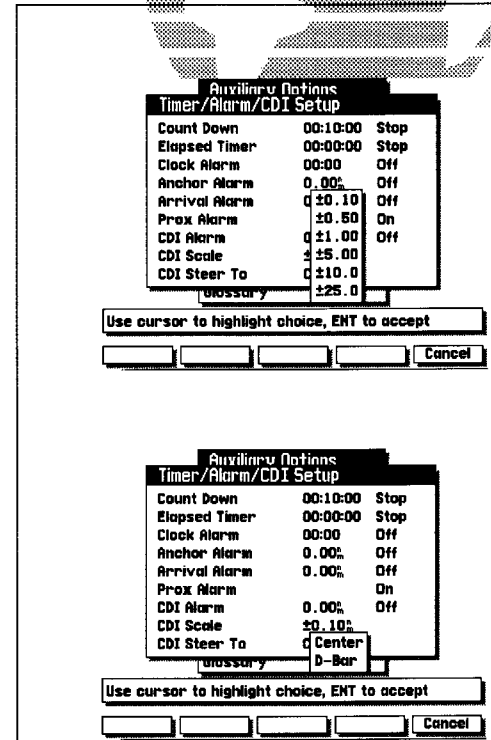 Auxiliary Options
Timer/Alarm/CDI Setup
Count Down 00:10:00 Stop
Elapsed Timer 00:00:00 Stop
Clock Alarm 00:00 Off
Anchor Alarm 0.00 Off
Arrival Alarm 0 ±0.10 Off
Prox Alarm ±0.50 On
CDI Alarm 0 ±1.00 Off
CDI Scale ± ±5.00
CDI Steer To ±10.0
Glossary ±25.0
Use cursor to highlight choice, ENT to accept
Cancel
Auxiliary Options
Timer/Alarm/CDI Setup
Count Down 00:10:00 Stop
Elapsed Timer 00:00:00 Stop
Clock Alarm 00:00 Off
Anchor Alarm 0.00 Off
Arrival Alarm 0.00 Off
Prox Alarm On
CDI Alarm 0.00 Off
CDI Scale ±0.10
CDI Steer To Center
Glossary D-Bar
Use cursor to highlight choice, ENT to accept
Cancel